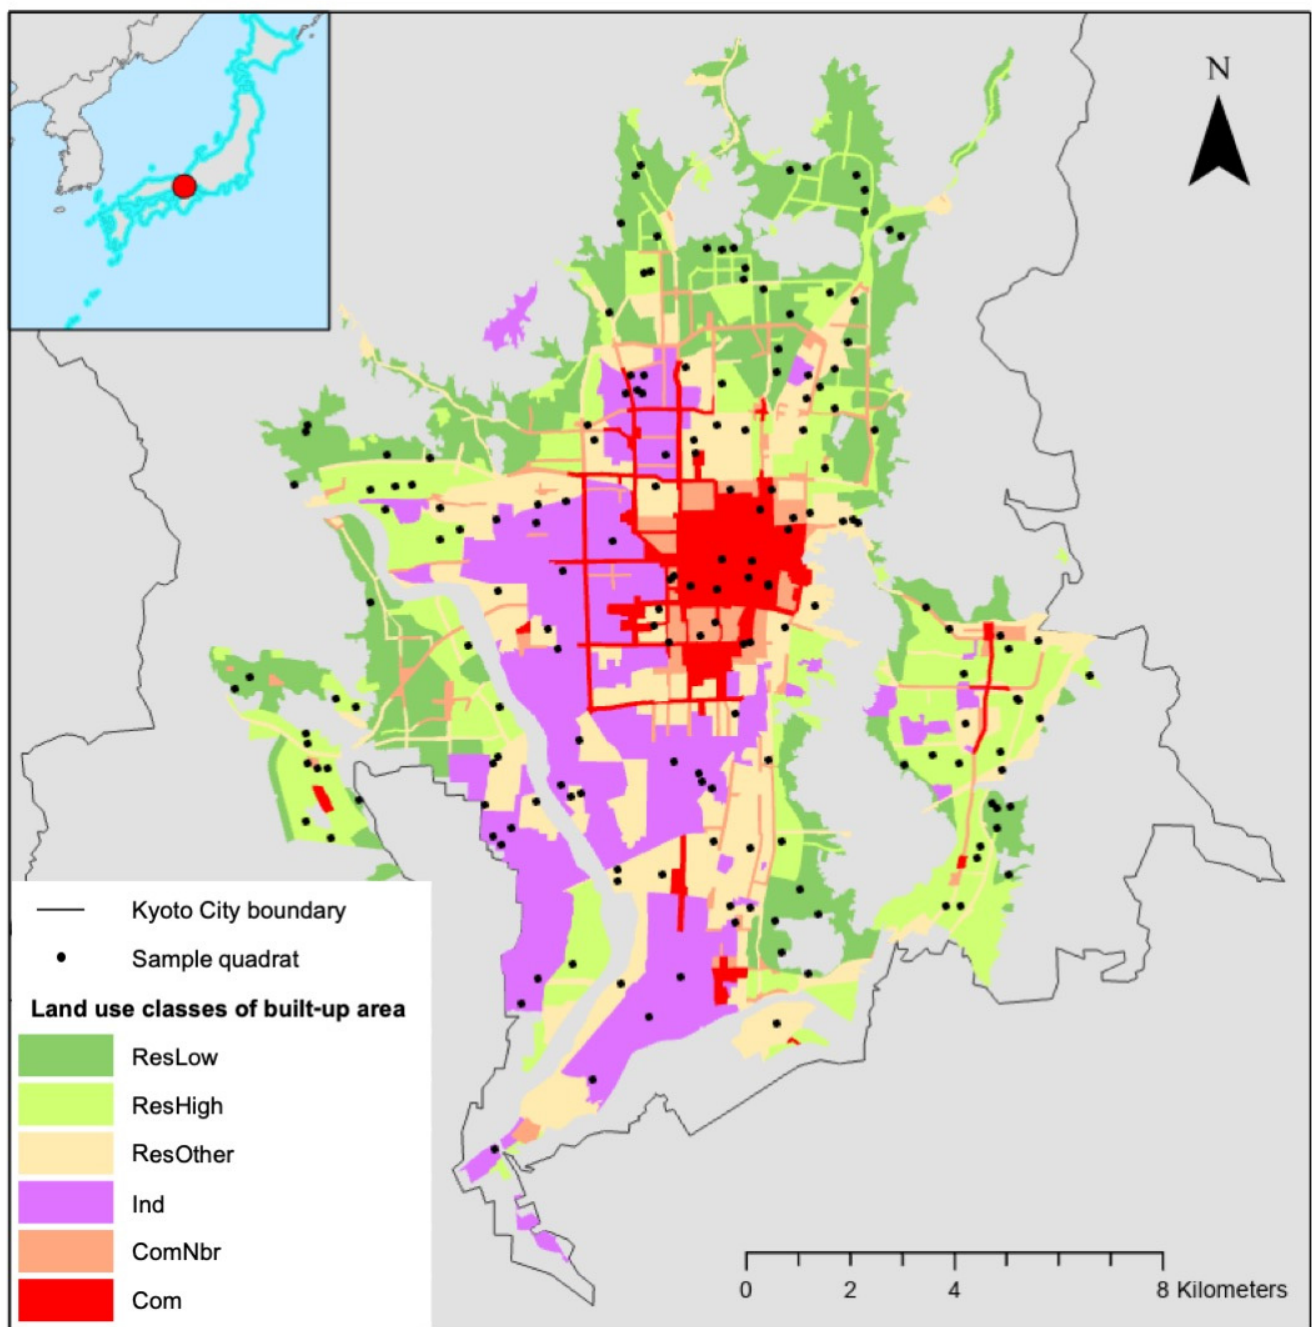 N
Kyoto City boundary
Sample quadrat
Land use classes of built-up area
ResLow
ResHigh
ResOther
Ind
ComNbr
Com
0 2 4 8 Kilometers